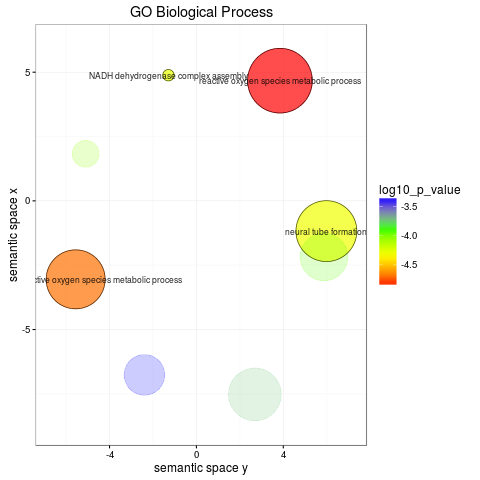 GO Biological Process
NADH dehydrogenase complex assembly
reactive oxygen species metabolic process
neural tube formation
ctive oxygen species metabolic process
5
0
-5
-4
0
4
semantic space x
semantic space y
log10_p_value
-3.5
-4.0
-4.5